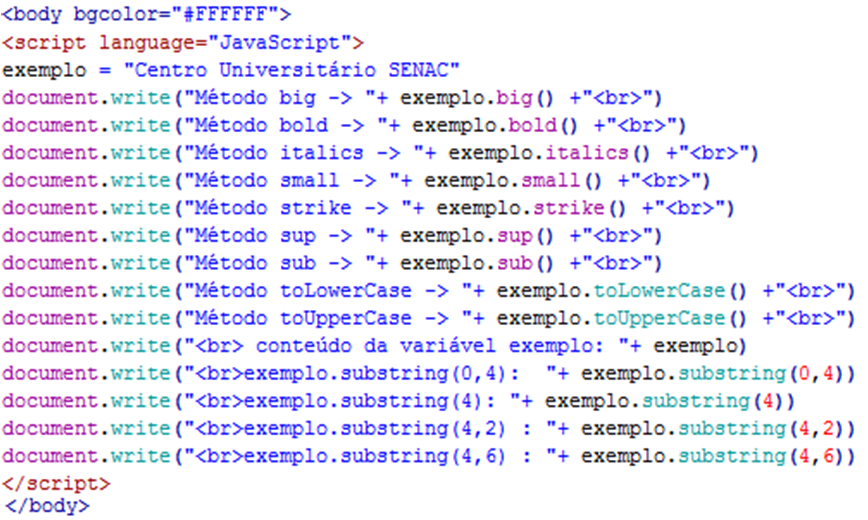 <body bgcolor="#FFFFFF">
<script language="JavaScript">
exemplo = "Centro Universitário SENAC"
document.write("Método big -> "+ exemplo.big() +"<br>")
document.write("Método bold -> "+ exemplo.bold() +"<br>")
document.write("Método italics -> "+ exemplo.italics() +"<br>")
document.write("Método small -> "+ exemplo.small() +"<br>")
document.write("Método strike -> "+ exemplo.strike() +"<br>")
document.write("Método sup -> "+ exemplo.sup() +"<br>")
document.write("Método sub -> "+ exemplo.sub() +"<br>")
document.write("Método toLowerCase -> "+ exemplo.toLowerCase() +"<br>")
document.write("Método toUpperCase -> "+ exemplo.toUpperCase() +"<br>")
document.write("<br> conteúdo da variável exemplo: "+ exemplo)
document.write("<br>exemplo.substring(0,4):  "+ exemplo.substring(0,4))
document.write("<br>exemplo.substring(4): "+ exemplo.substring(4))
document.write("<br>exemplo.substring(4,2) : "+ exemplo.substring(4,2))
document.write("<br>exemplo.substring(4,6) : "+ exemplo.substring(4,6))
</script>
</body>